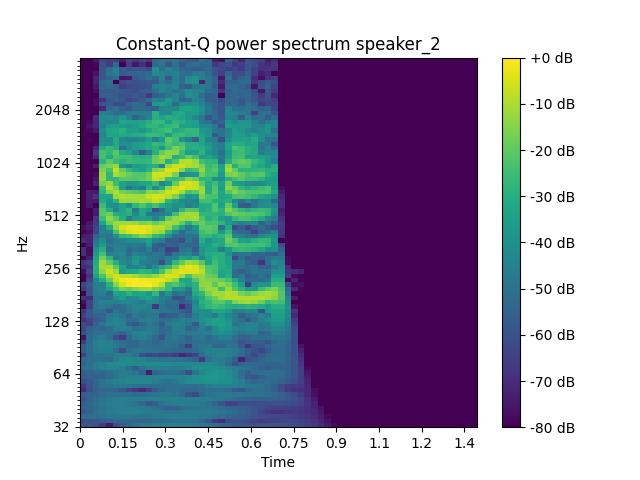 Constant-Q power spectrum speaker_2
Hz
2048
1024
512
256
128
64
32
0 0.15 0.3 0.45 0.6 0.75 0.9 1.1 1.2 1.4
Time
+0 dB
-10 dB
-20 dB
-30 dB
-40 dB
-50 dB
-60 dB
-70 dB
-80 dB